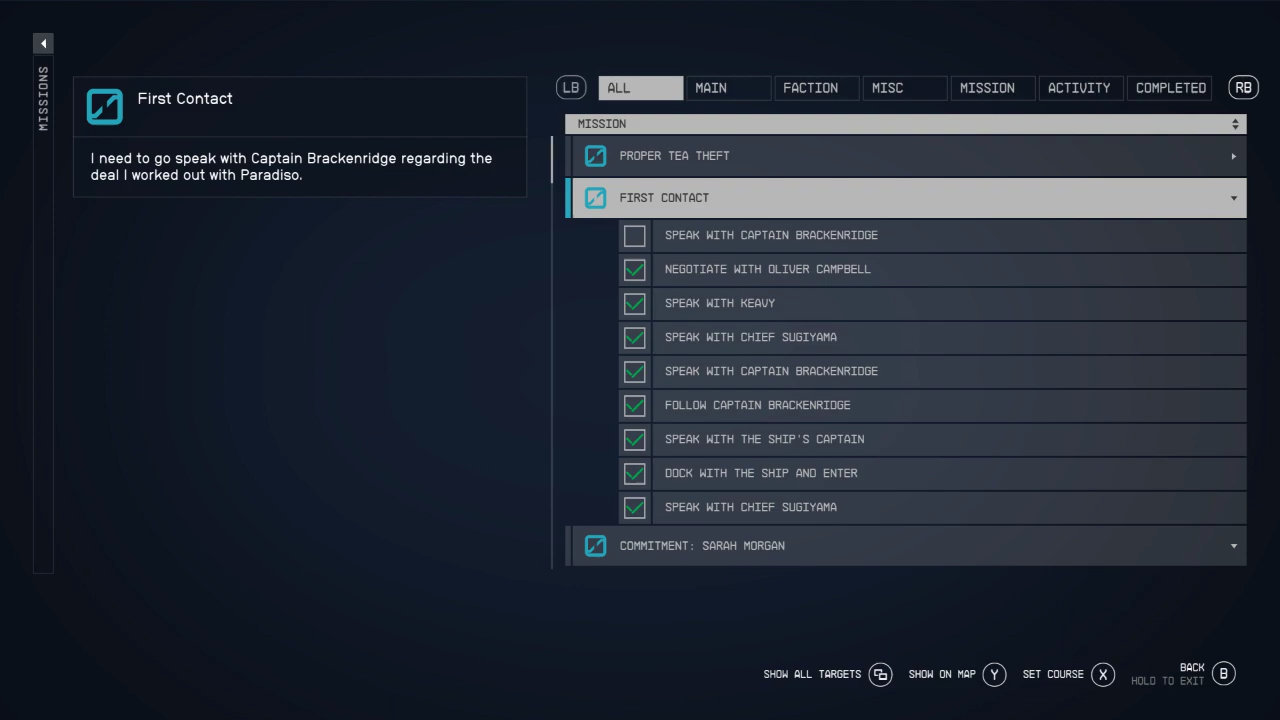 MISSIONS
First Contact
I need to go speak with Captain Brackenridge regarding the
deal I worked out with Paradiso.
LB ALL MAIN FACTION MISC MISSION ACTIVITY COMPLETED RB
MISSION
PROPER TEA THEFT
FIRST CONTACT
SPEAK WITH CAPTAIN BRACKENRIDGE
NEGOTIATE WITH OLIVER CAMPBELL
SPEAK WITH KEAVY
SPEAK WITH CHIEF SUGIYAMA
SPEAK WITH CAPTAIN BRACKENRIDGE
FOLLOW CAPTAIN BRACKENRIDGE
SPEAK WITH THE SHIP'S CAPTAIN
DOCK WITH THE SHIP AND ENTER
SPEAK WITH CHIEF SUGIYAMA
COMMITMENT: SARAH MORGAN
SHOW ALL TARGETS SHOW ON MAP Y SET COURSE X BACK B
HOLD TO EXIT